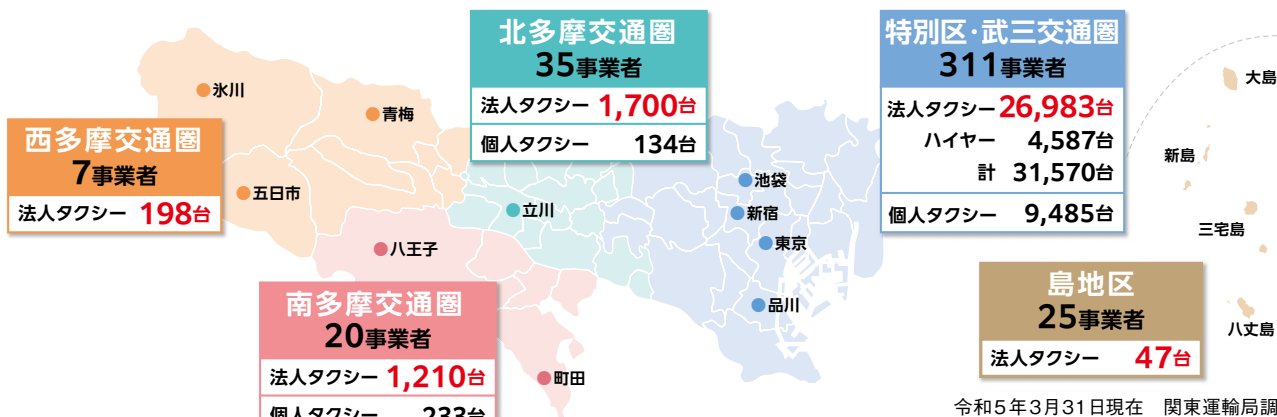 北多摩交通圏
35事業者
法人タクシー 1,700台
個人タクシー 134台
特別区・武三交通圏
311事業者
法人タクシー 26,983台
ハイヤー 4,587台
計 31,570台
個人タクシー 9,485台
西多摩交通圏
7事業者
法人タクシー 198台
南多摩交通圏
20事業者
法人タクシー 1,210台
個人タクシー 233台
島地区
25事業者
法人タクシー 47台
氷川
青梅
五日市
八王子
立川
町田
池袋
新宿
東京
品川
大島
新島
三宅島
八丈島
令和5年3月31日現在 関東運輸局調